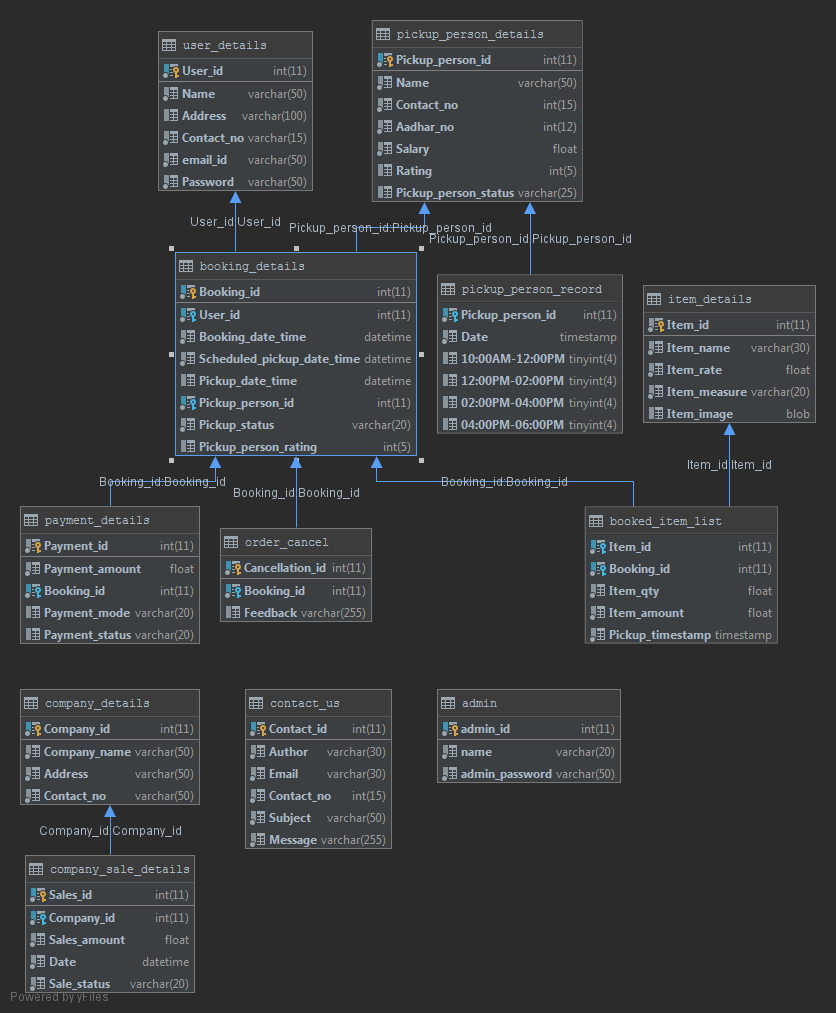 user_details
User_id int(11)
Name varchar(50)
Address varchar(100)
Contact_no varchar(15)
email_id varchar(50)
Password varchar(50)
pickup_person_details
Pickup_person_id int(11)
Name varchar(50)
Contact_no int(15)
Aadhar_no int(12)
Salary float
Rating int(5)
Pickup_person_status varchar(25)
User_id:User_id
Pickup_person_id:Pickup_person_id
Pickup_person_id:Pickup_person_id
booking_details
Booking_id int(11)
User_id int(11)
Booking_date_time datetime
Scheduled_pickup_date_time datetime
Pickup_date_time datetime
Pickup_person_id int(11)
Pickup_status varchar(20)
Pickup_person_rating int(5)
pickup_person_record
Pickup_person_id int(11)
Date timestamp
10:00AM-12:00PM tinyint(4)
12:00PM-02:00PM tinyint(4)
02:00PM-04:00PM tinyint(4)
04:00PM-06:00PM tinyint(4)
item_details
Item_id int(11)
Item_name varchar(30)
Item_rate float
Item_measure varchar(20)
Item_image blob
Booking_id:Booking_id
Booking_id:Booking_id
Booking_id:Booking_id
Item_id:Item_id
payment_details
Payment_id int(11)
Payment_amount float
Booking_id int(11)
Payment_mode varchar(20)
Payment_status varchar(20)
order_cancel
Cancellation_id int(11)
Booking_id int(11)
Feedback varchar(255)
booked_item_list
Item_id int(11)
Booking_id int(11)
Item_qty float
Item_amount float
Pickup_timestamp timestamp
company_details
Company_id int(11)
Company_name varchar(50)
Address varchar(50)
Contact_no varchar(50)
contact_us
Contact_id int(11)
Author varchar(30)
Email varchar(30)
Contact_no int(15)
Subject varchar(50)
Message varchar(255)
admin
admin_id int(11)
name varchar(20)
admin_password varchar(50)
Company_id:Company_id
company_sale_details
Sales_id int(11)
Company_id int(11)
Sales_amount float
Date datetime
Sale_status varchar(20)
Powered by yFiles